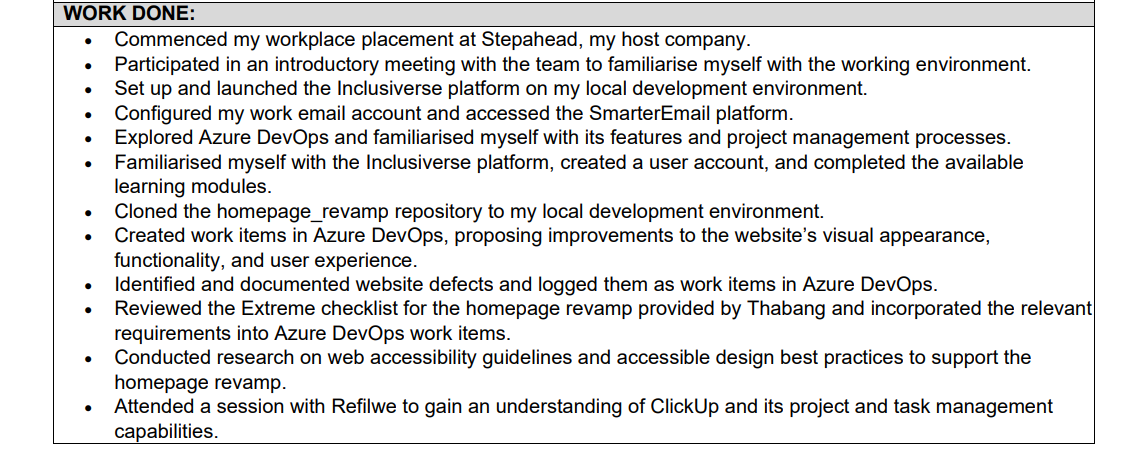 WORK DONE:
• Commenced my workplace placement at Stepahead, my host company.
• Participated in an introductory meeting with the team to familiarise myself with the working environment.
• Set up and launched the Inclusiverse platform on my local development environment.
• Configured my work email account and accessed the SmarterEmail platform.
• Explored Azure DevOps and familiarised myself with its features and project management processes.
• Familiarised myself with the Inclusiverse platform, created a user account, and completed the available
learning modules.
• Cloned the homepage_revamp repository to my local development environment.
• Created work items in Azure DevOps, proposing improvements to the website’s visual appearance,
functionality, and user experience.
• Identified and documented website defects and logged them as work items in Azure DevOps.
• Reviewed the Extreme checklist for the homepage revamp provided by Thabang and incorporated the relevant
requirements into Azure DevOps work items.
• Conducted research on web accessibility guidelines and accessible design best practices to support the
homepage revamp.
• Attended a session with Refilwe to gain an understanding of ClickUp and its project and task management
capabilities.